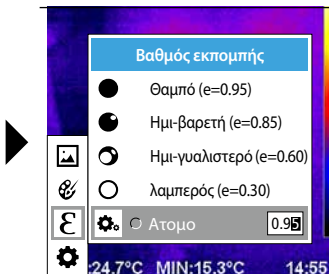 Βαθμός εκπομπής
Θαμπό (e=0.95)
Ημι-βαρετή (e=0.85)
Ημι-γυαλιστερό (e=0.60)
λαμπερός (e=0.30)
Ατομο 0.95
ε
:24.7°C MIN:15.3°C 14:55